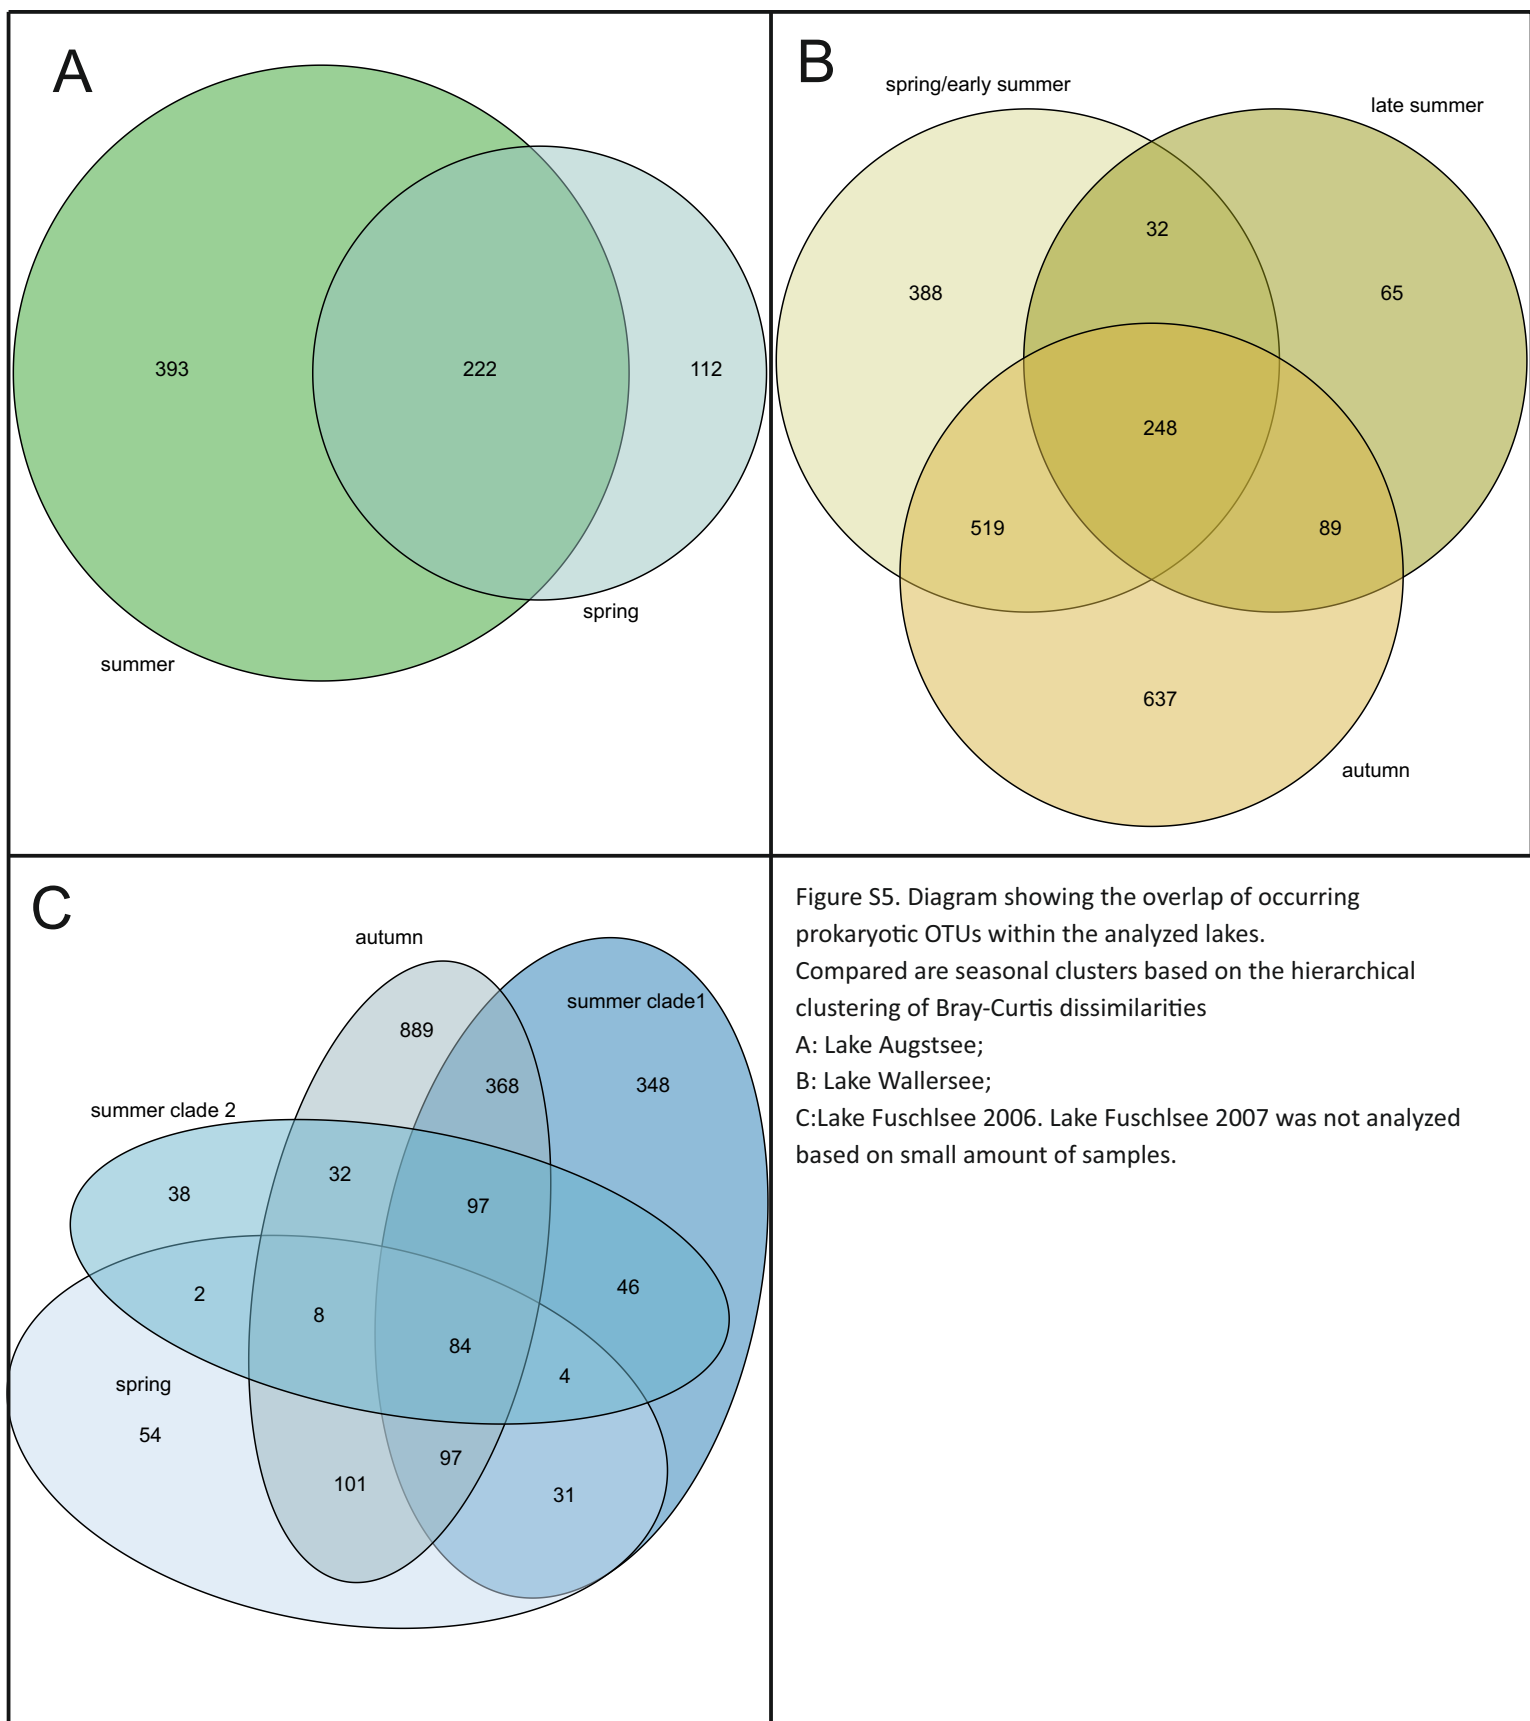 A
393
222
112
spring
summer
B
spring/early summer
late summer
32
388
65
248
519
89
637
autumn
C
autumn
summer clade1
889
368
348
summer clade 2
32
38
97
2
46
8
84
4
spring
54
97
101
31
Figure S5. Diagram showing the overlap of occurring
prokaryotic OTUs within the analyzed lakes.
Compared are seasonal clusters based on the hierarchical
clustering of Bray-Curtis dissimilarities
A: Lake Augstsee;
B: Lake Wallersee;
C:Lake Fuschlsee 2006. Lake Fuschlsee 2007 was not analyzed
based on small amount of samples.